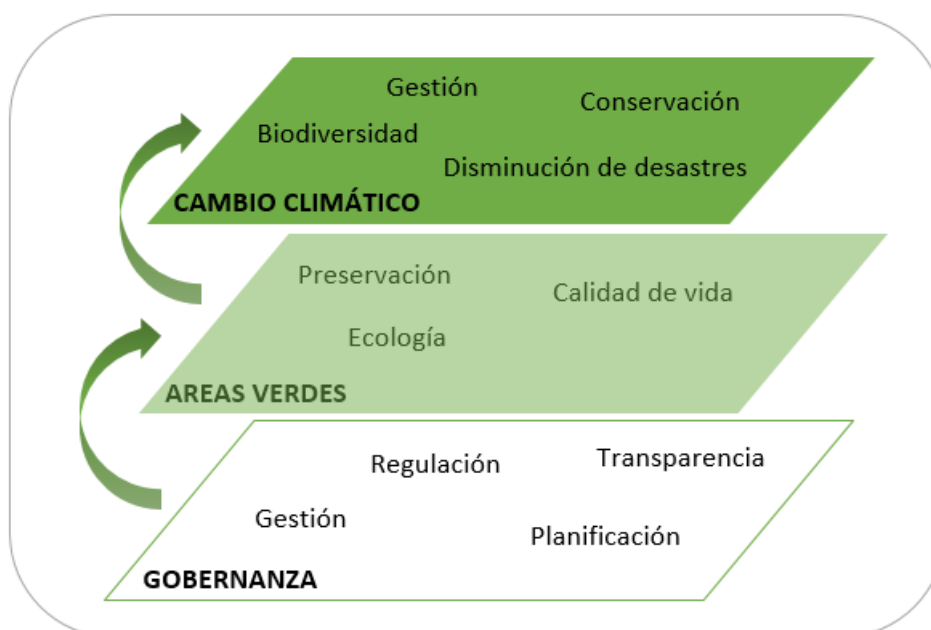 Gestión
Conservación
Biodiversidad
Disminución de desastres
CAMBIO CLIMÁTICO
Preservación
Calidad de vida
Ecología
AREAS VERDES
Regulación
Transparencia
Gestión
Planificación
GOBERNANZA